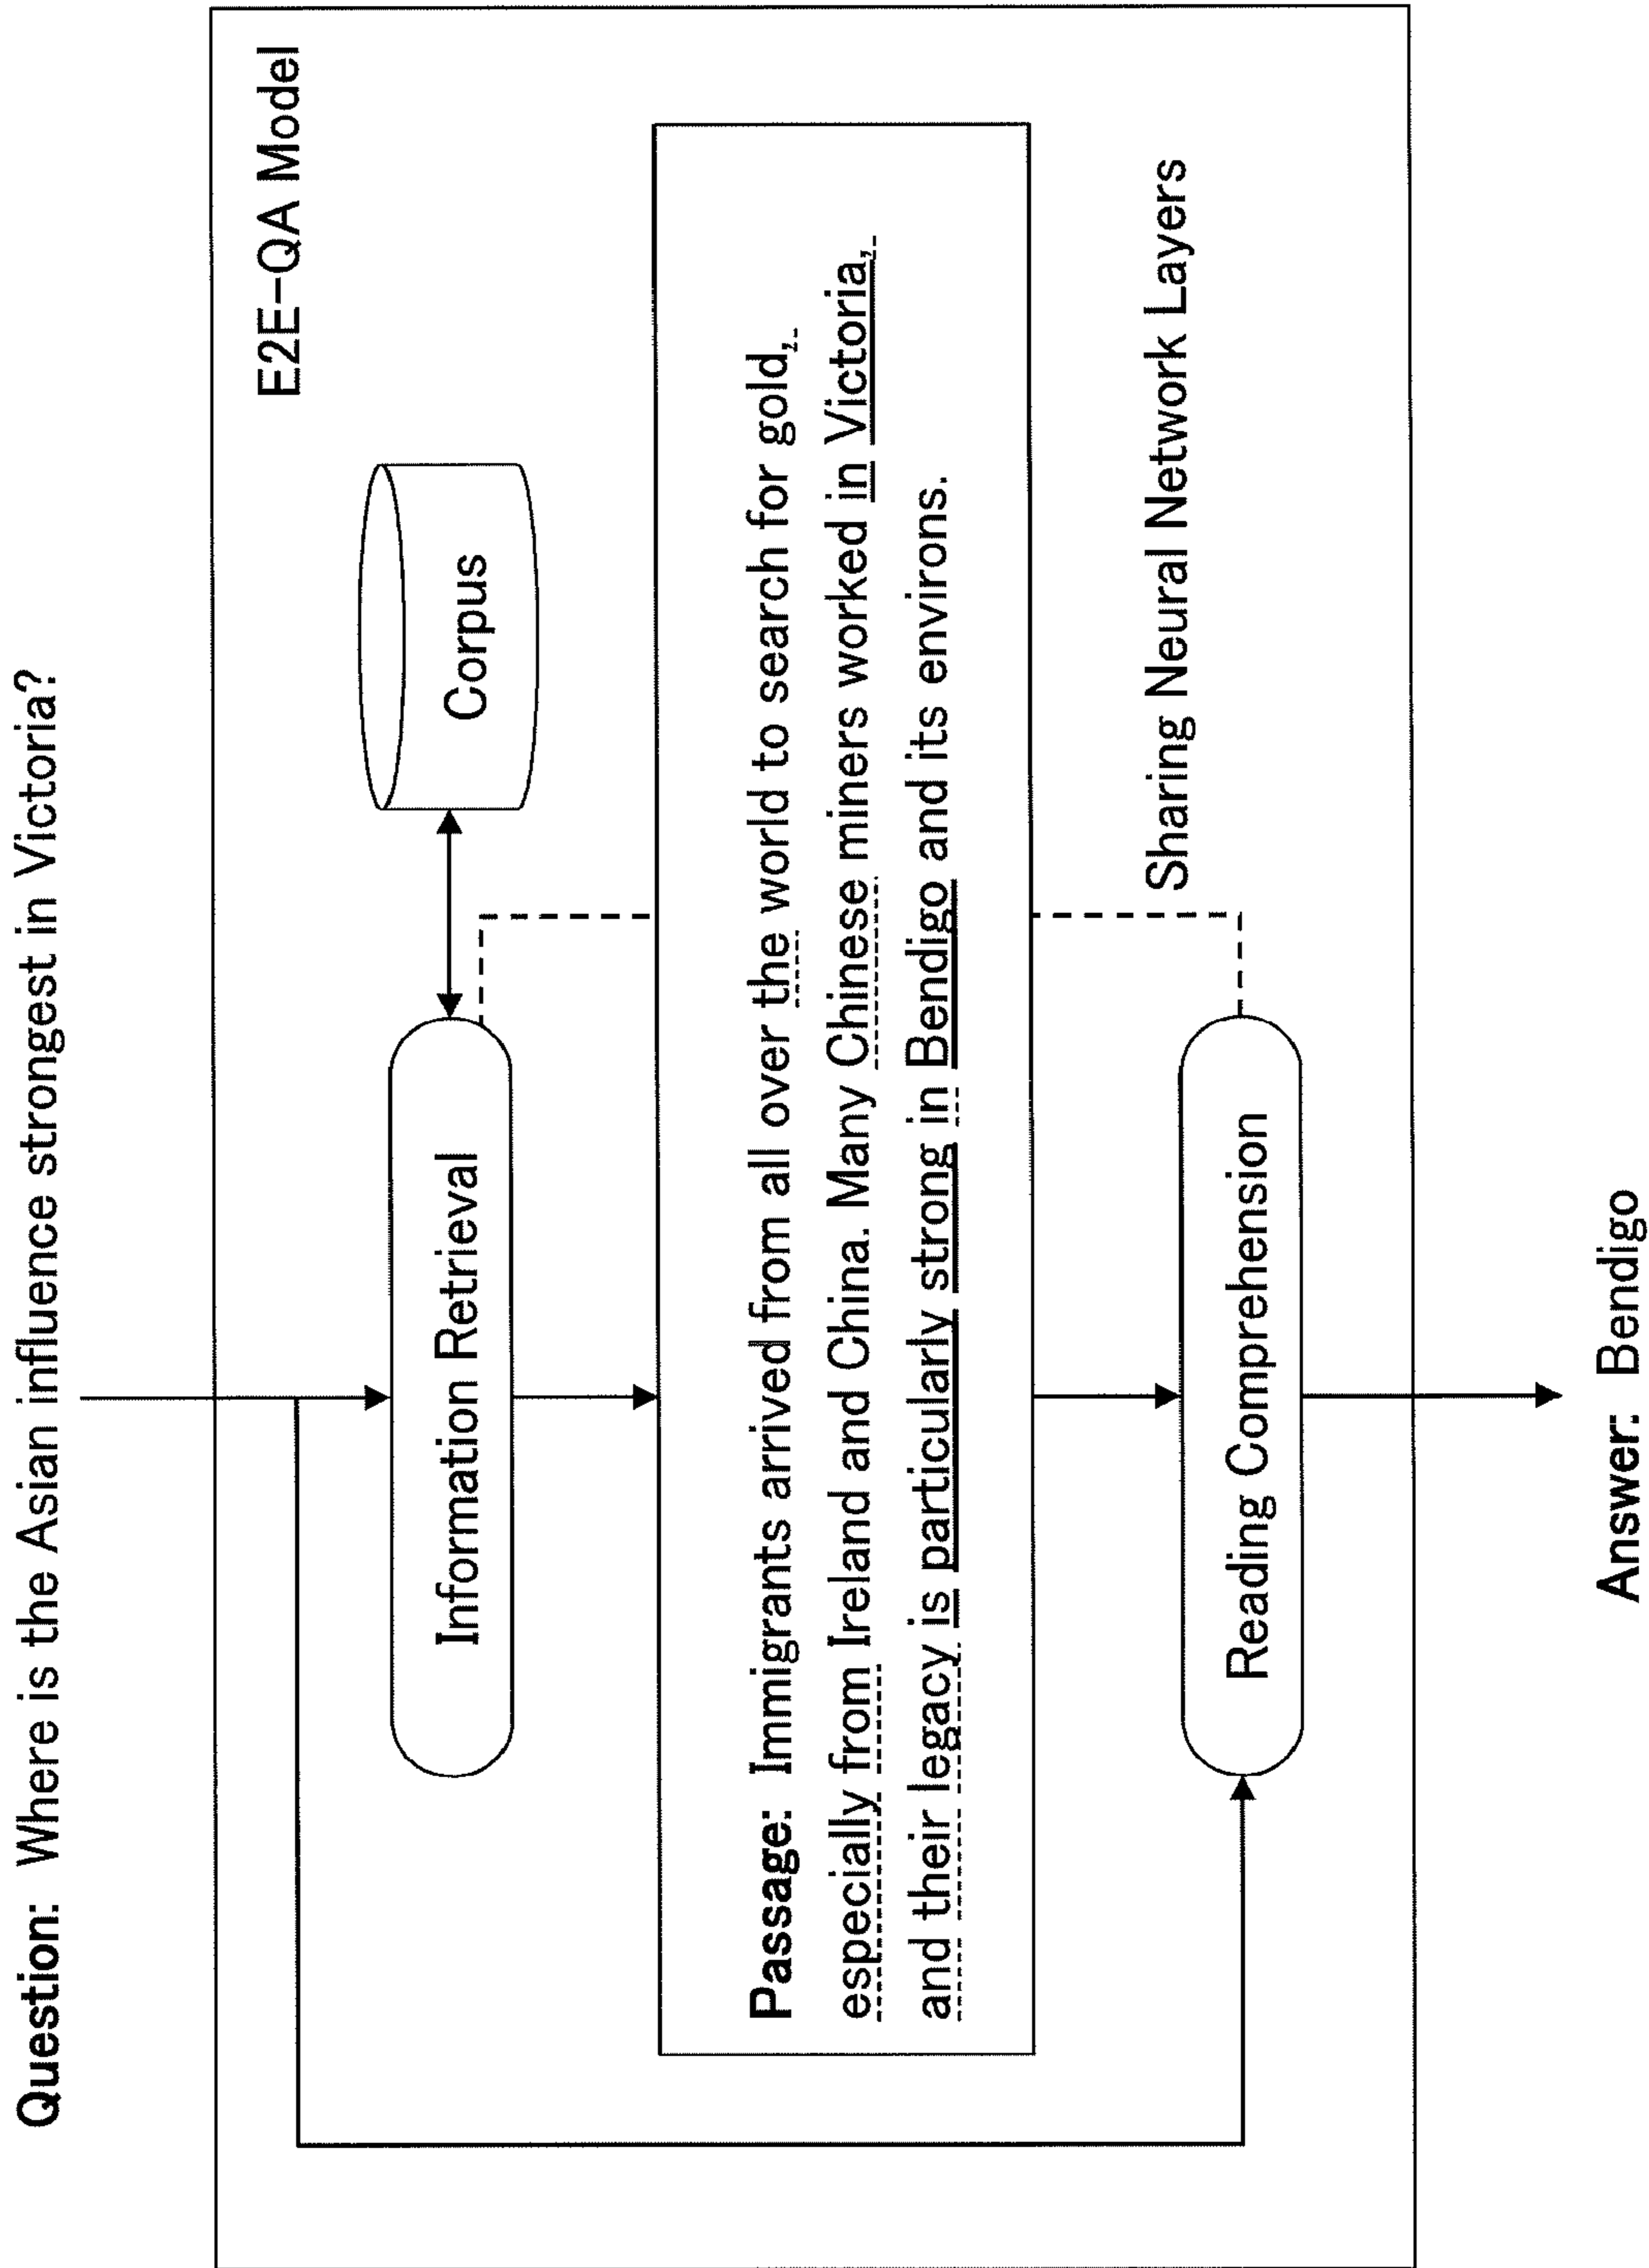 Question: Where is the Asian influence strongest in Victoria?
E2E-QA Model
Information Retrieval
Corpus
Passage: Immigrants arrived from all over the world to search for gold,
especially from Ireland and China. Many Chinese miners worked in Victoria,
and their legacy is particularly strong in Bendigo and its environs.
Sharing Neural Network Layers
Reading Comprehension
Answer: Bendigo